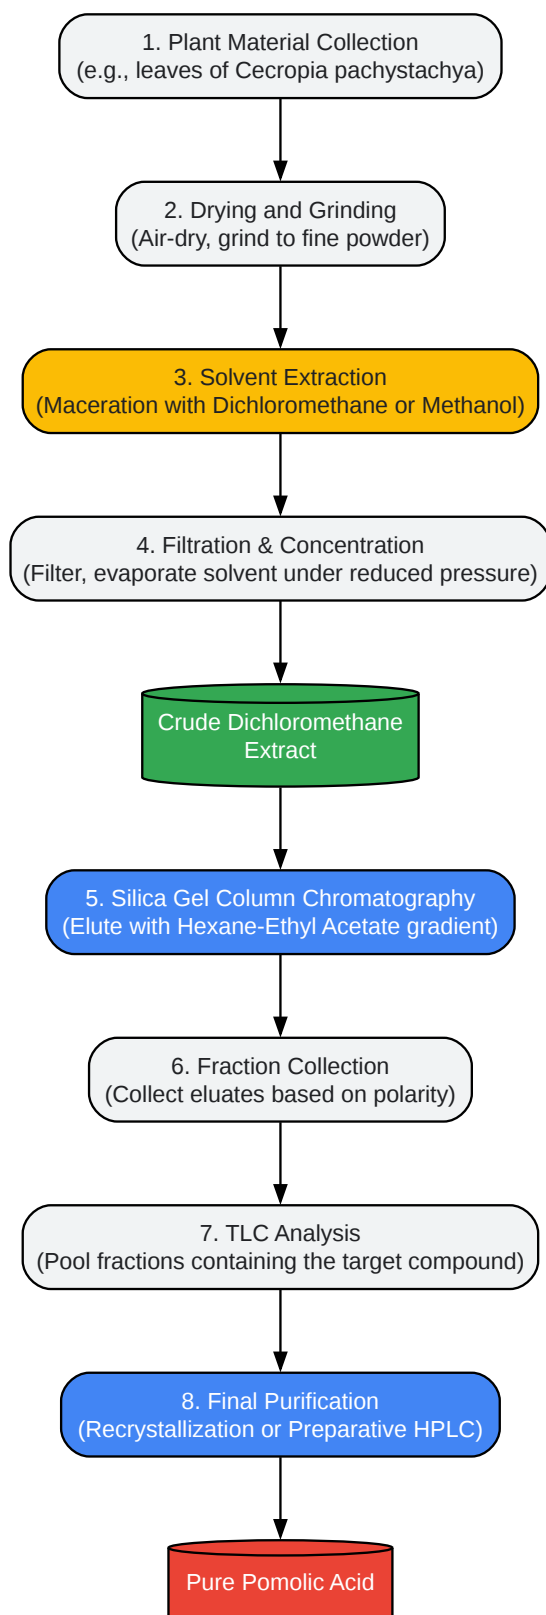 1. Plant Material Collection
(e.g., leaves of Cecropia pachystachya)
2. Drying and Grinding
(Air-dry, grind to fine powder)
3. Solvent Extraction
(Maceration with Dichloromethane or Methanol)
4. Filtration & Concentration
(Filter, evaporate solvent under reduced pressure)
Crude Dichloromethane
Extract
5. Silica Gel Column Chromatography
(Elute with Hexane-Ethyl Acetate gradient)
6. Fraction Collection
(Collect eluates based on polarity)
7. TLC Analysis
(Pool fractions containing the target compound)
8. Final Purification
(Recrystallization or Preparative HPLC)
Pure Pomolic Acid